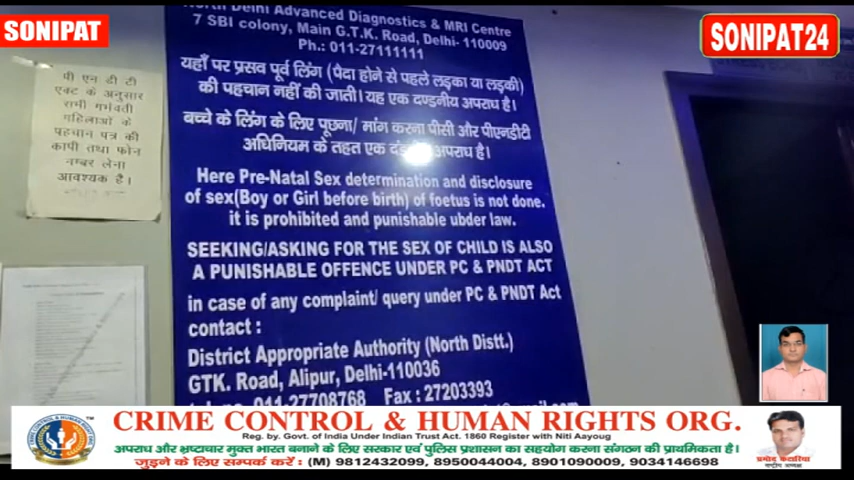 SONIPAT
SONIPAT24
North Delhi Advanced Diagnostics & MRI Centre
7 SBI colony, Main G.T.K. Road, Delhi- 110009
Ph.: 011-27111111
यहाँ पर प्रसव पूर्व लिंग (पैदा होने से पहले लड़का या लड़की)
की पहचान नहीं की जाती। यह एक दण्डनीय अपराध है।
बच्चे के लिंग के लिए पूछना/ मांग करना पीसी और पीएनडीटी
अधिनियम के तहत एक अपराध है।
Here Pre-Natal Sex determination and disclosure
of sex(Boy or Girl before birth) of foetus is not done.
it is prohibited and punishable ubder law.
SEEKING/ASKING FOR THE SEX OF CHILD IS ALSO
A PUNISHABLE OFFENCE UNDER PC & PNDT ACT
in case of any complaint/ query under PC & PNDT Act
contact :
District Appropriate Authority (North Distt.)
GTK. Road, Alipur, Delhi-110036
011-27708768 Fax : 27203393
पी एन डी टी
एक्ट के अनुसार
सभी गर्भवती
महिलाओं के
पहचान पत्र की
कापी तथा फोन
नम्बर लेना
आवश्यक है।
CRIME CONTROL & HUMAN RIGHTS ORG.
Reg. by. Govt. of India Under Indian Trust Act. 1860 Register with Niti Aayoug
अपराध और भ्रष्टाचार मुक्त भारत बनाने के लिए सरकार एवं पुलिस प्रशासन का सहयोग करना संगठन की प्राथमिकता है।
जुड़ने के लिए सम्पर्क करें : (M) 9812432099, 8950044004, 8901090009, 9034146698